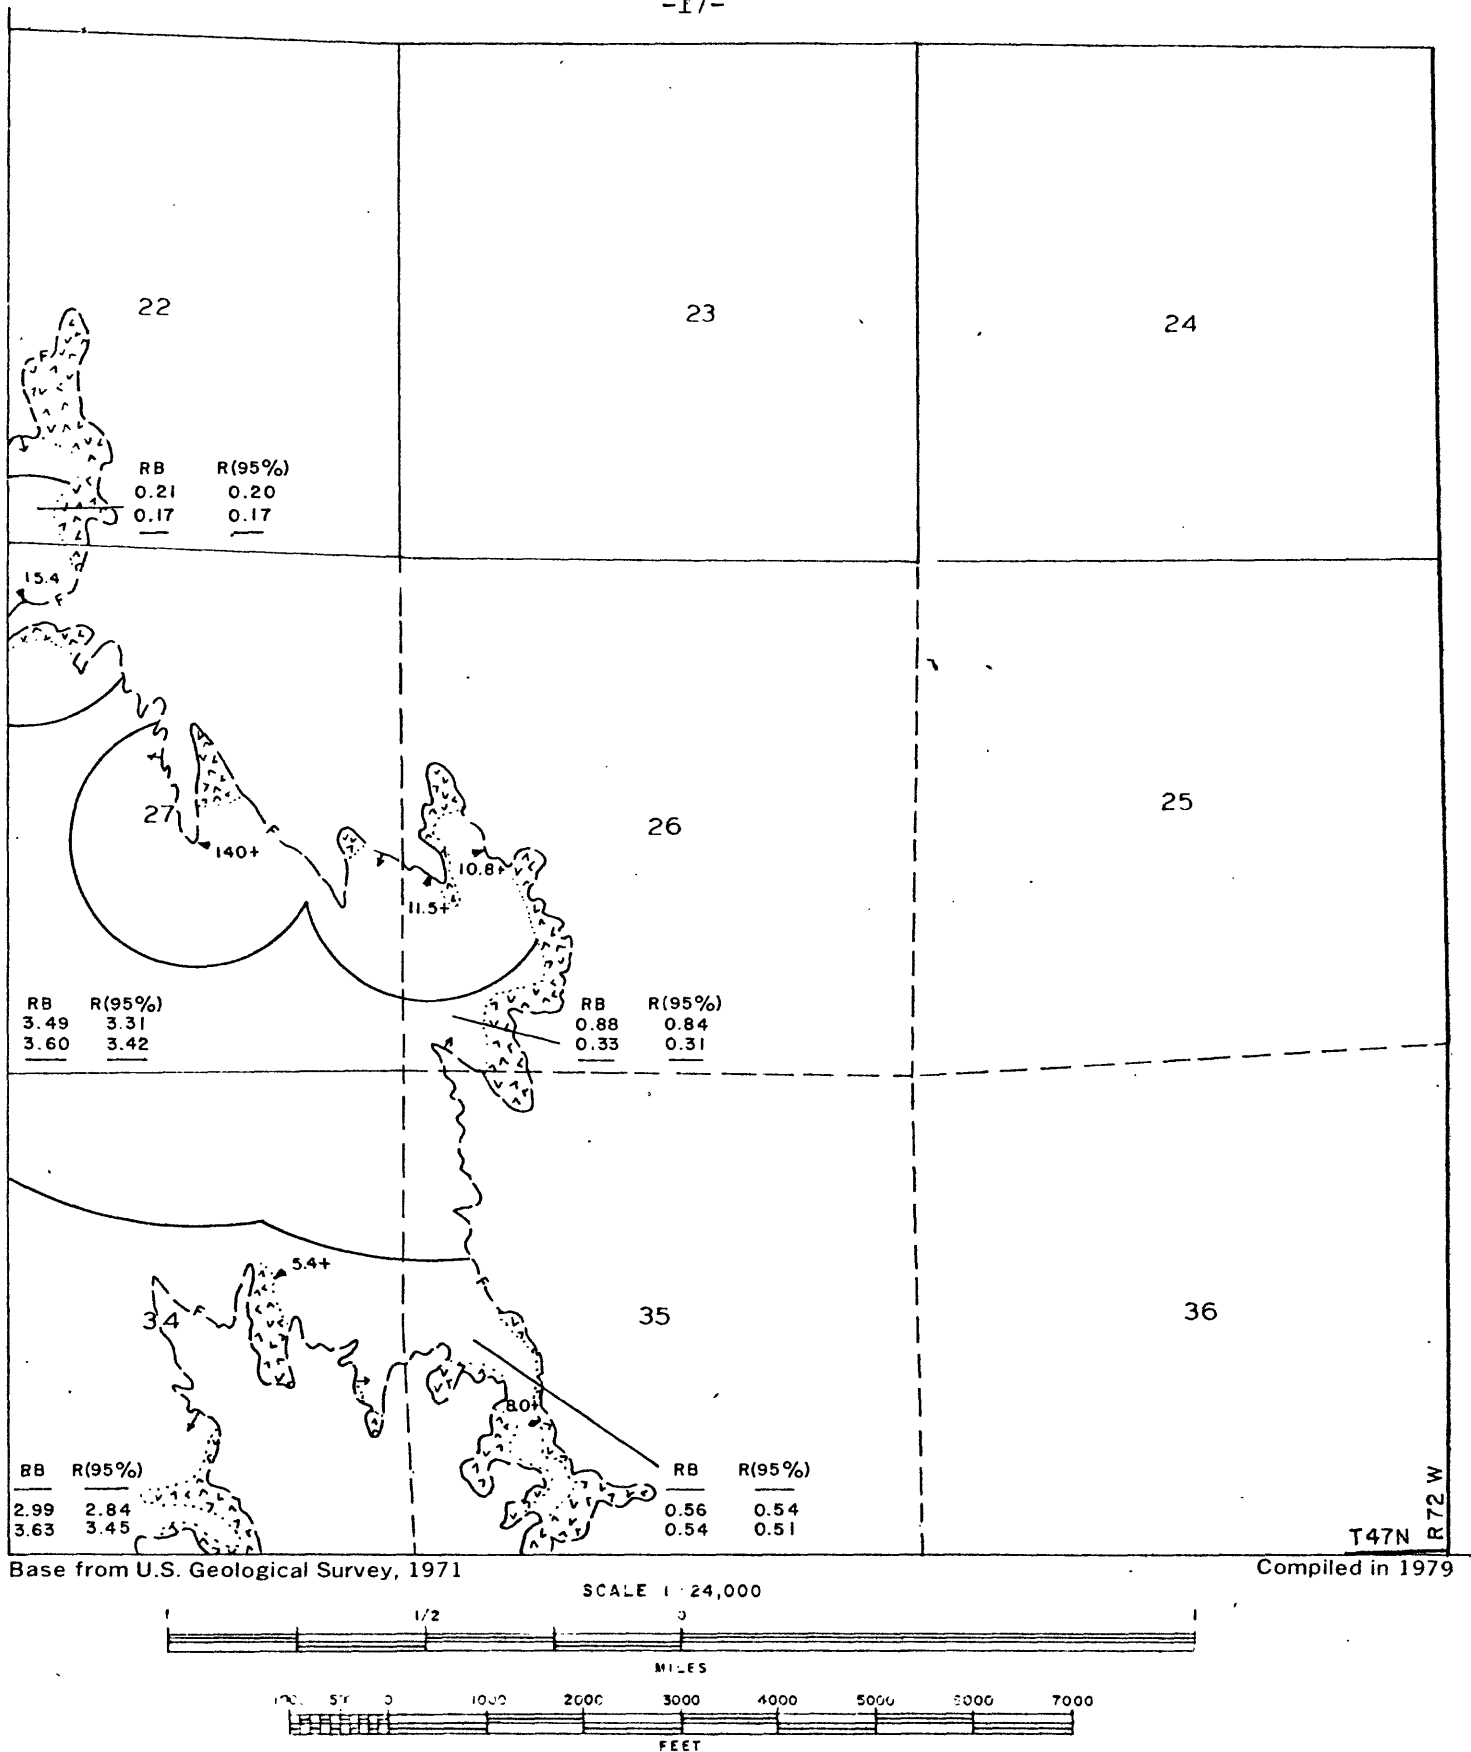 -17-
22
23
24
F
RB R(95%)
0.21 0.20
0.17 0.17
15.4
F
27
F
140+
26
25
10.8+
11.5+
RB R(95%)
3.49 3.31
3.60 3.42
RB R(95%)
0.88 0.84
0.33 0.31
5.4+
F
34
F
35
36
8.0+
RB R(95%)
2.99 2.84
3.63 3.45
RB R(95%)
0.56 0.54
0.54 0.51
T47N
R72 W
Base from U.S. Geological Survey, 1971
Compiled in 1979
SCALE 1:24,000
1 1/2 0 1
MILES
0 1000 2000 3000 4000 5000 6000 7000
FEET